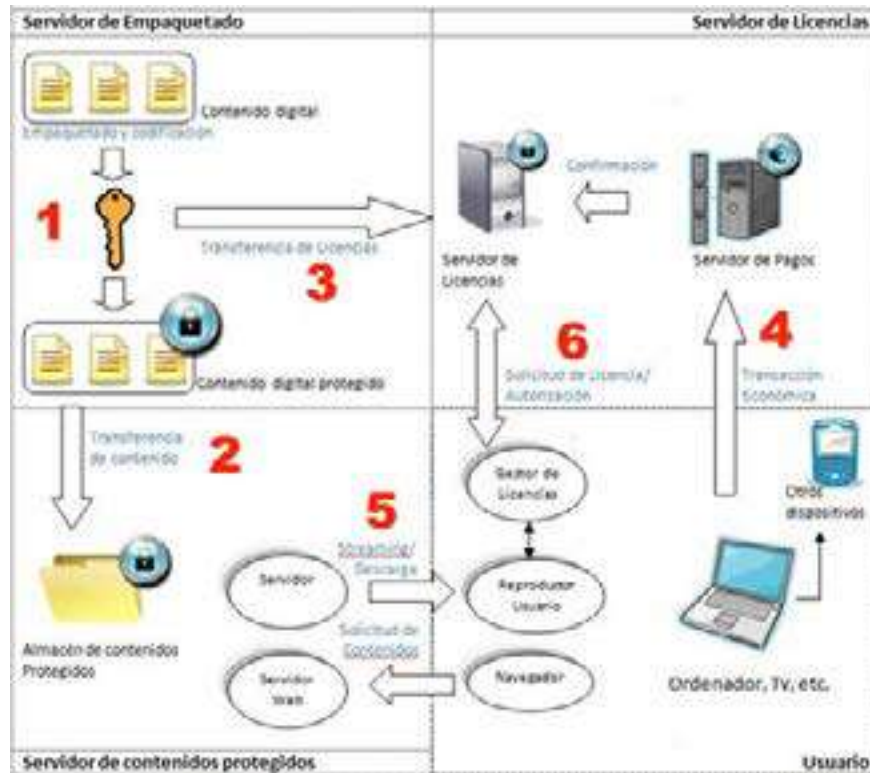 Servidor de Empaquetado
Servidor de Licencias
Contenido digital
Empaquetado y codificación
1
Transferencia de Licencias
3
Contenido digital protegido
Confirmación
Servidor de
Licencias
Servidor de Pagos
6
Solicitud de Licencia/
Autorización
4
Transacción
Económica
Transferencia
de contenido
2
Almacén de contenidos
Protegidos
5
Streaming/
Descarga
Servidor
Solicitud de
Contenidos
Servidor
Web
Gestor de
Licencias
Reproductor
Usuario
Navegador
Otros
dispositivos
Ordenador, Tv, etc.
Servidor de contenidos protegidos
Usuario